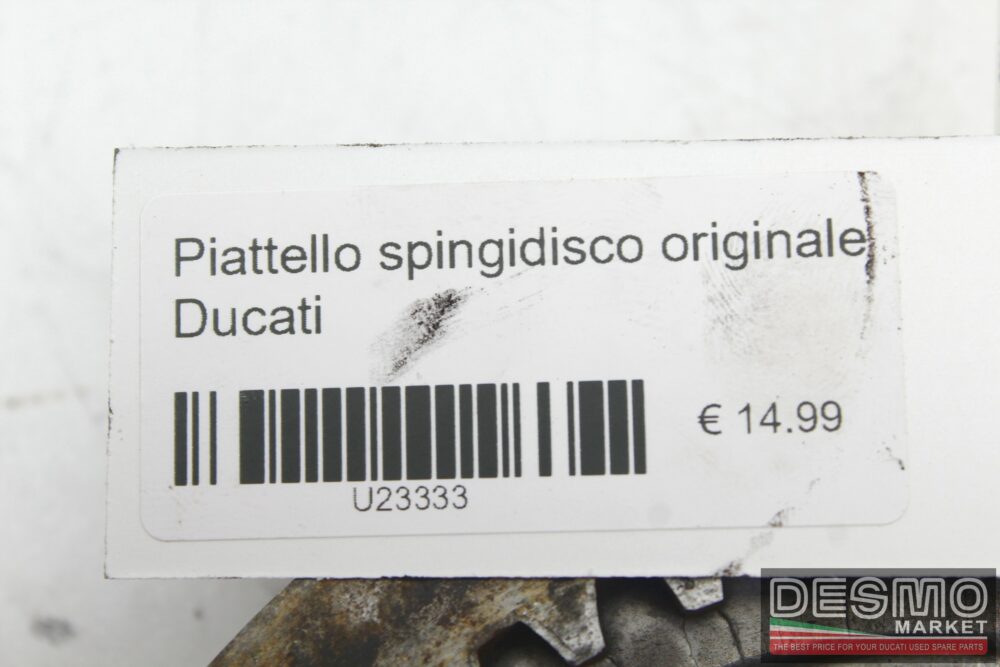 Piattello spingidisco originale
Ducati
€ 14.99
U23333
DESMO
MARKET
THE BEST PRICE FOR YOUR DUCATI USED SPARE PARTS